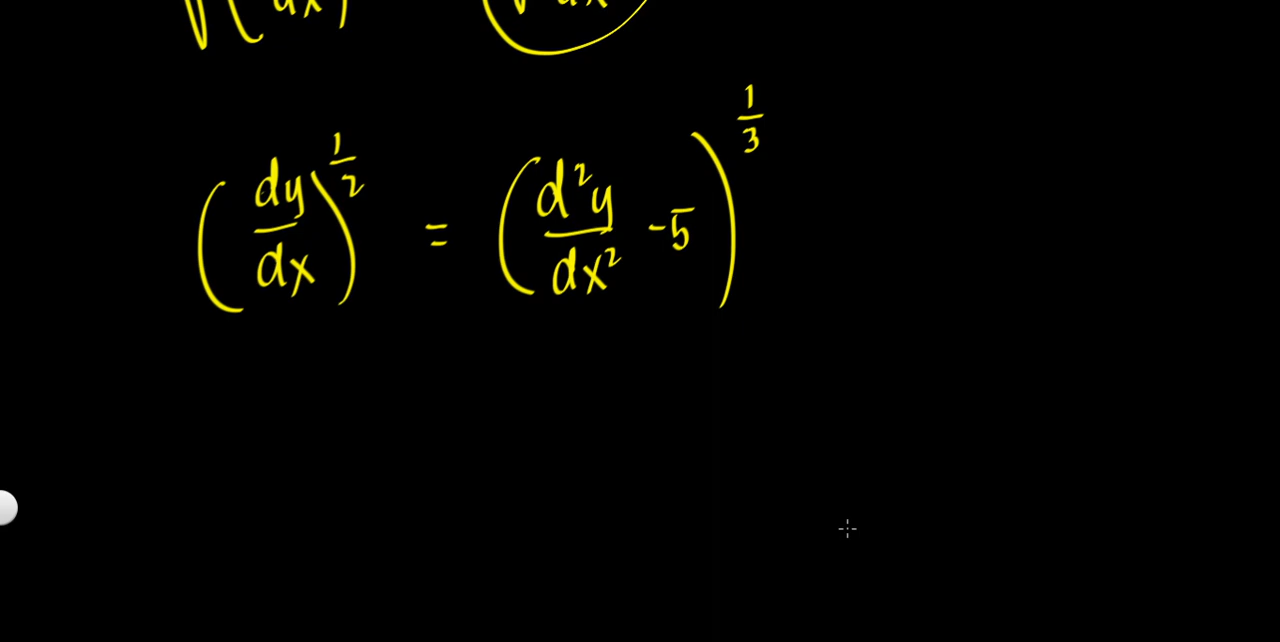 (dy/dx)^(1/2) = (d²y/dx² -5)^(1/3)